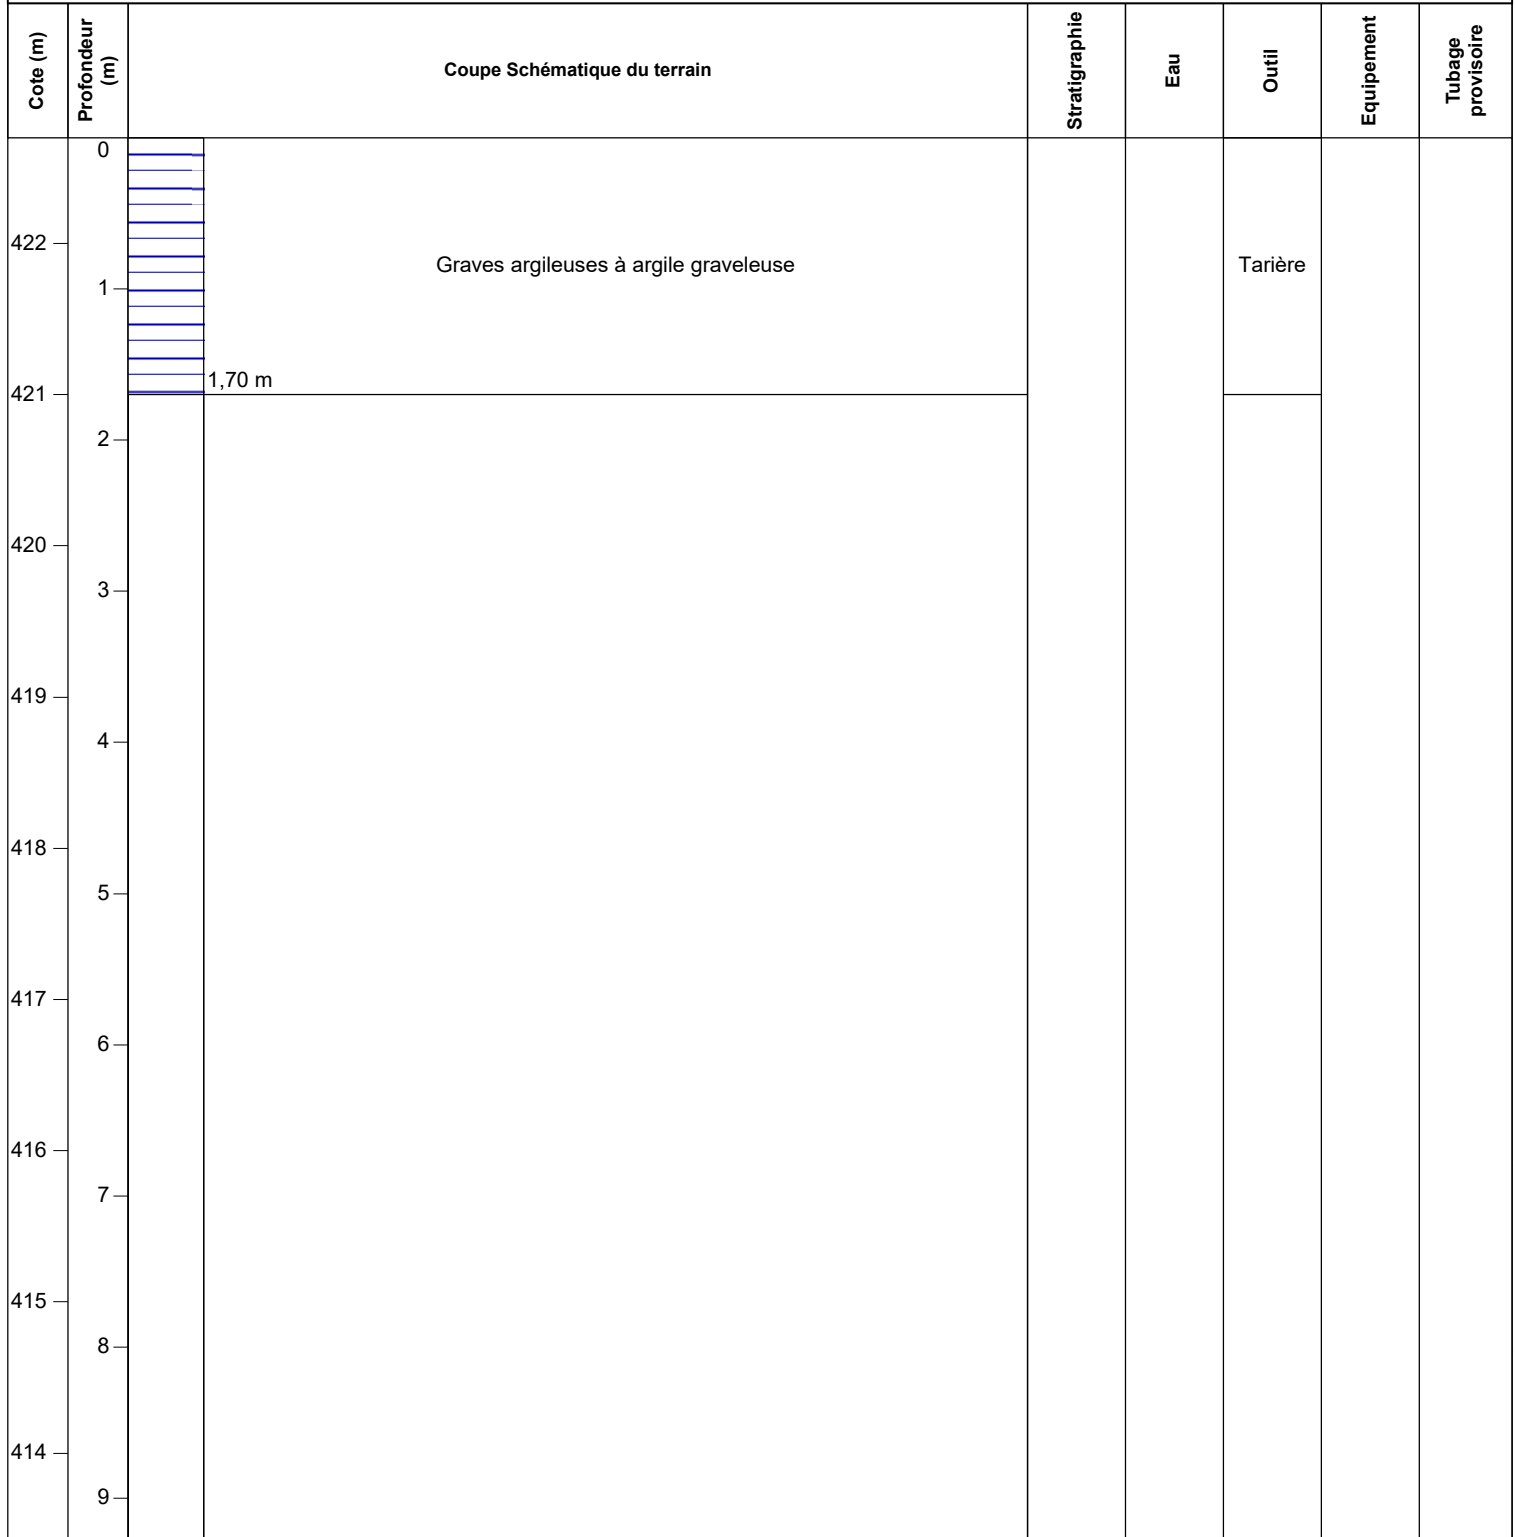 Cote (m)
Profondeur
(m)
Coupe Schématique du terrain
Stratigraphie
Eau
Outil
Equipement
Tubage
provisoire
0
422
Graves argileuses à argile graveleuse
Tarière
1
1,70 m
421
2
420
3
419
4
418
5
417
6
416
7
415
8
414
9